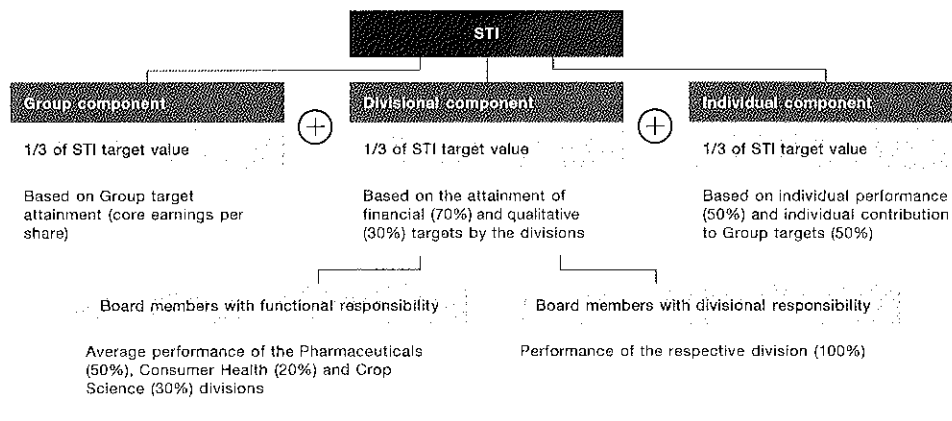 STI
Group component
1/3 of STI target value
Based on Group target
attainment (core earnings per
share)
+
Divisional component
1/3 of STI target value
Based on the attainment of
financial (70%) and qualitative
(30%) targets by the divisions
+
Individual component
1/3 of STI target value
Based on individual performance
(50%) and individual contribution
to Group targets (50%)
Board members with functional responsibility
Average performance of the Pharmaceuticals
(50%), Consumer Health (20%) and Crop
Science (30%) divisions
Board members with divisional responsibility
Performance of the respective division (100%)